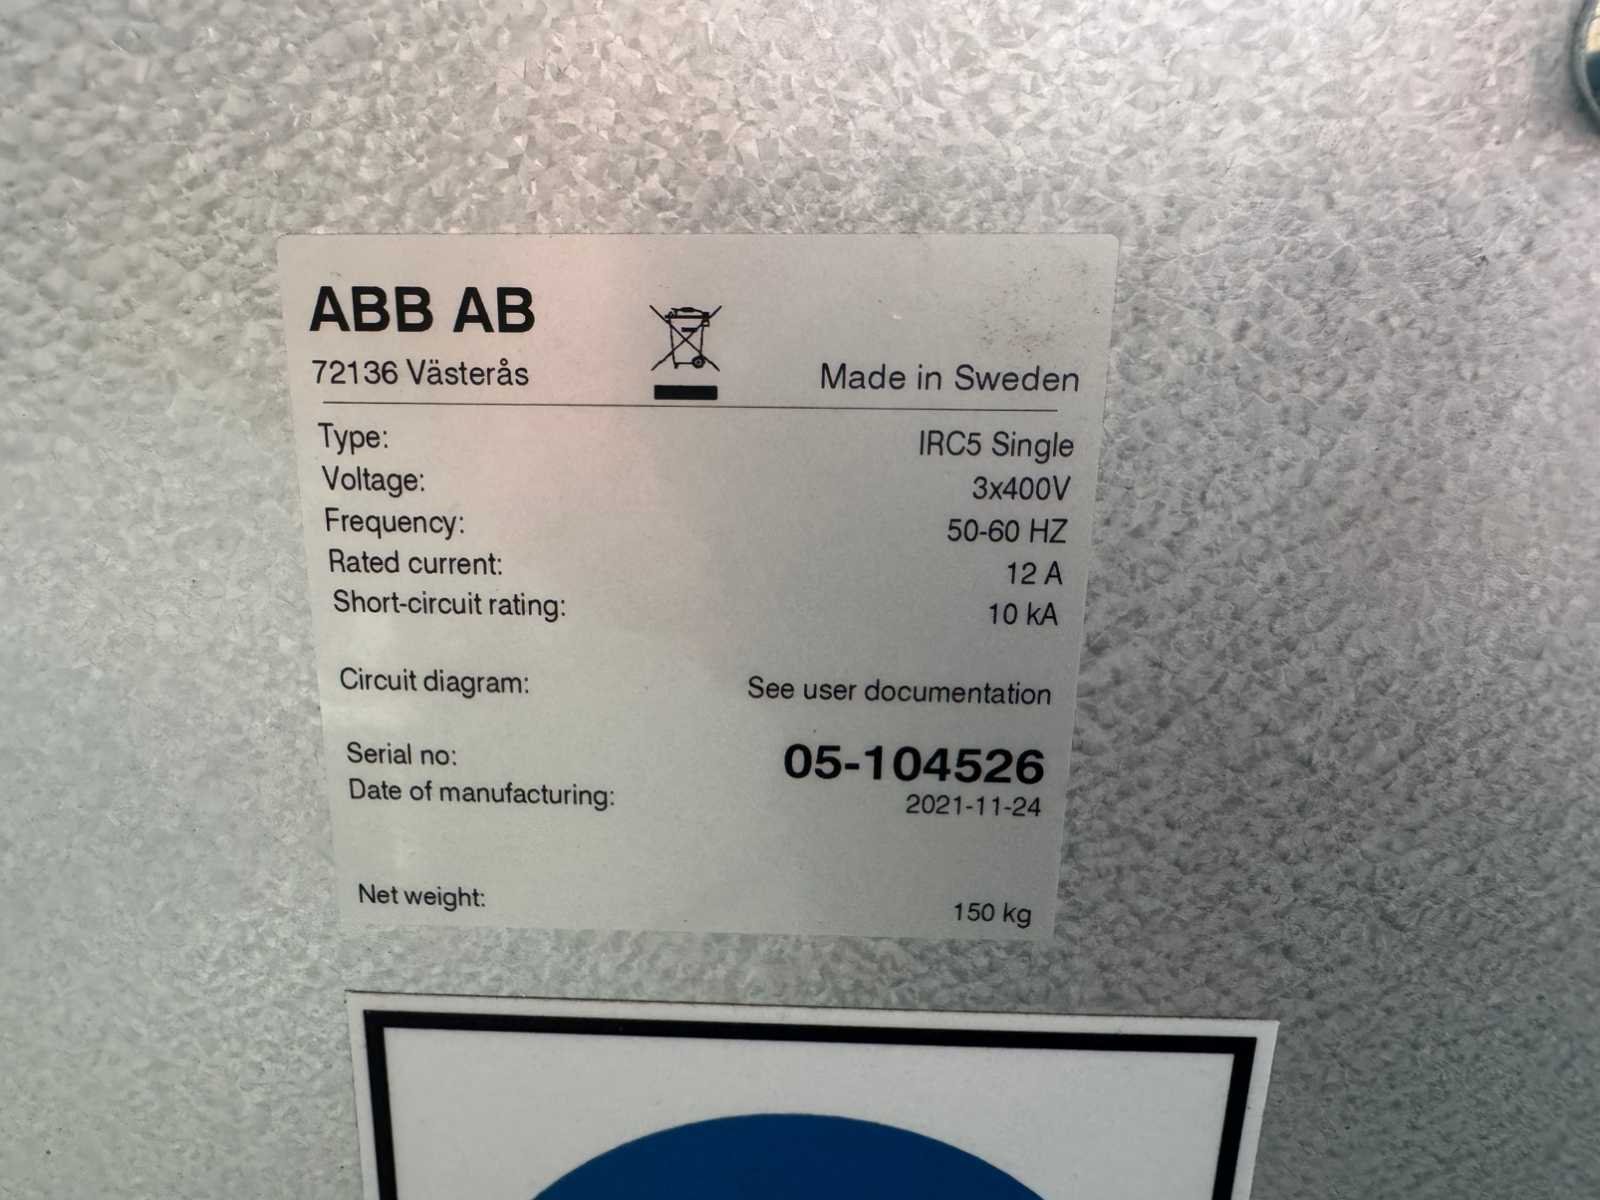 ABB AB
72136 Västerås
Made in Sweden
Type: IRC5 Single
Voltage: 3x400V
Frequency: 50-60 HZ
Rated current: 12 A
Short-circuit rating: 10 kA
Circuit diagram: See user documentation
Serial no: 05-104526
Date of manufacturing: 2021-11-24
Net weight: 150 kg